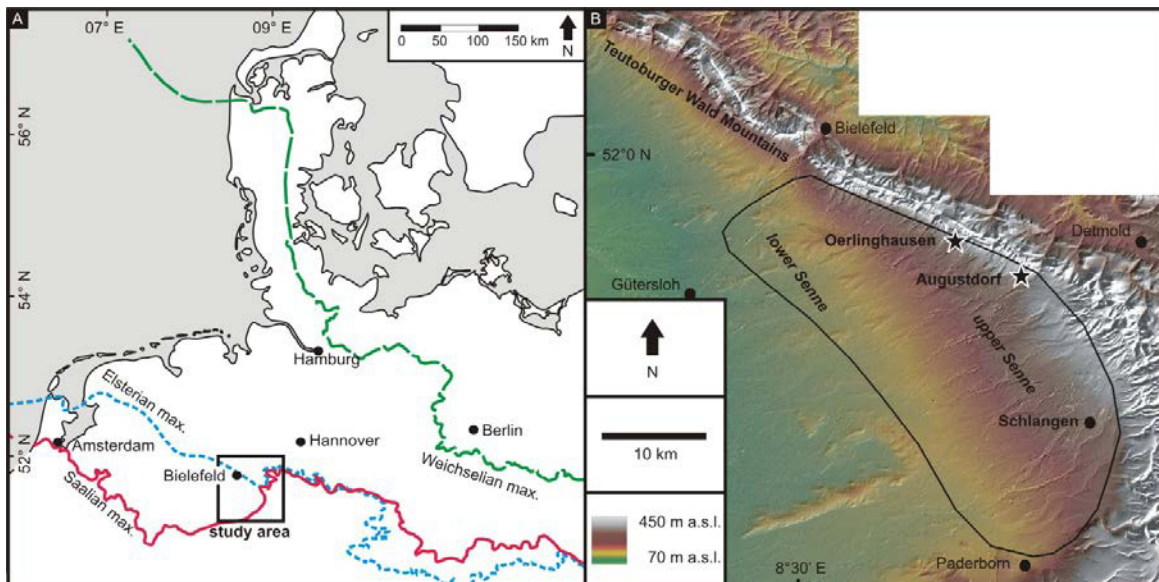 A
07° E
09° E
0 50 100 150 km
N
56° N
54° N
52° N
Hamburg
Elsterian max.
Amsterdam
Hannover
Berlin
Bielefeld
Weichselian max.
Saalian max.
study area
B
Teutoburger Wald Mountains
Bielefeld
52°0 N
Oerlinghausen
Detmold
lower Senne
Augustdorf
Gütersloh
upper Senne
N
Schlangen
10 km
450 m a.s.l.
70 m a.s.l.
Paderborn
8°30 E